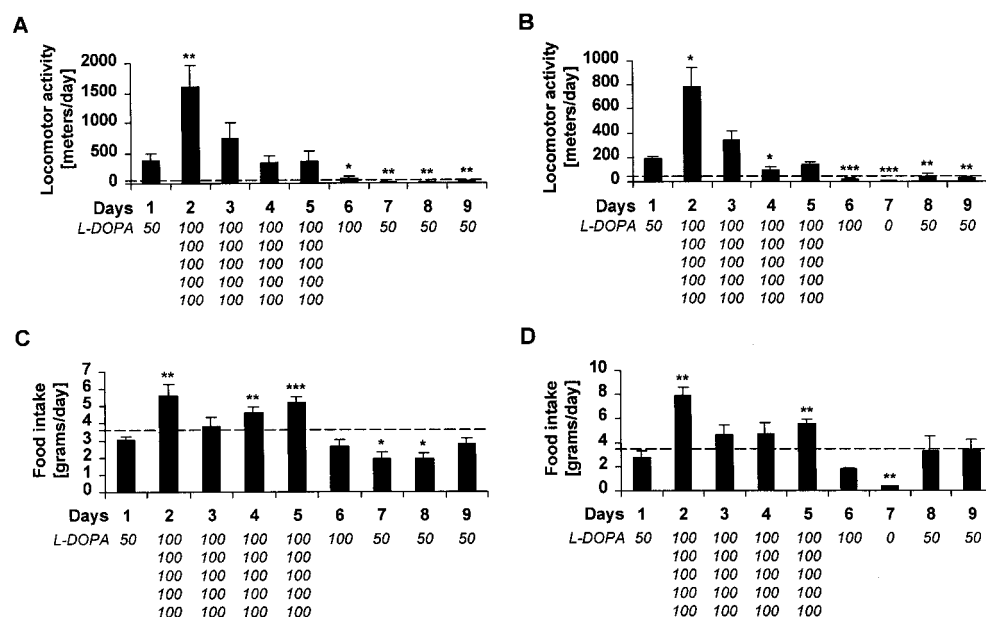 A
Locomotor activity
[meters/day]
2000
1500
1000
500
0
** * ** ** **
Days 1 2 3 4 5 6 7 8 9
L-DOPA 50 100 100 100 100 100 50 50 50
100 100 100 100
100 100 100 100
100 100 100 100
100 100 100 100
B
Locomotor activity
[meters/day]
1000
800
600
400
200
0
* * *** *** ** **
Days 1 2 3 4 5 6 7 8 9
L-DOPA 50 100 100 100 100 100 0 50 50
100 100 100 100
100 100 100 100
100 100 100 100
100 100 100 100
C
Food intake
[grams/day]
7
6
5
4
3
2
1
0
** ** *** * *
Days 1 2 3 4 5 6 7 8 9
L-DOPA 50 100 100 100 100 100 50 50 50
100 100 100 100
100 100 100 100
100 100 100 100
100 100 100 100
D
Food intake
[grams/day]
10
8
6
4
2
0
** ** **
Days 1 2 3 4 5 6 7 8 9
L-DOPA 50 100 100 100 100 100 0 50 50
100 100 100 100
100 100 100 100
100 100 100 100
100 100 100 100